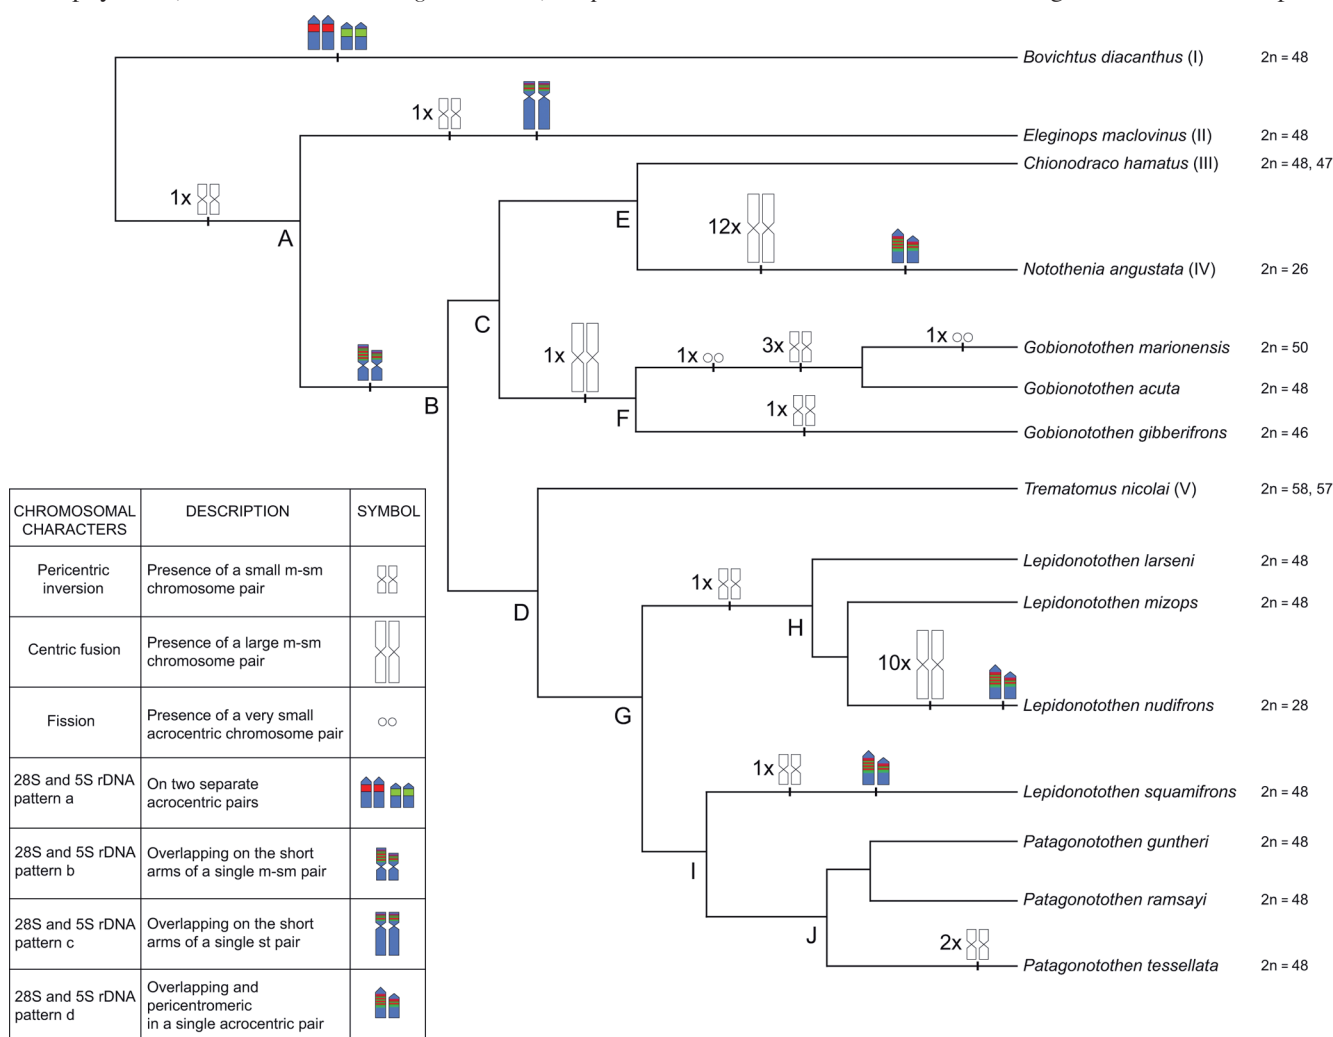 Bovichtus diacanthus (I) 2n = 48
1x
Eleginops maclovinus (II) 2n = 48
Chionodraco hamatus (III) 2n = 48, 47
1x
A
E
12x
Notothenia angustata (IV) 2n = 26
C
1x
1x
3x
1x
Gobionotothen marionensis 2n = 50
Gobionotothen acuta 2n = 48
B
F
1x
Gobionotothen gibberifrons 2n = 46
Trematomus nicolai (V) 2n = 58, 57
Lepidonotothen larseni 2n = 48
1x
Lepidonotothen mizops 2n = 48
D
H
10x
Lepidonotothen nudifrons 2n = 28
G
1x
Lepidonotothen squamifrons 2n = 48
Patagonotothen guntheri 2n = 48
I
Patagonotothen ramsayi 2n = 48
J
2x
Patagonotothen tessellata 2n = 48
CHROMOSOMAL
CHARACTERS
DESCRIPTION
SYMBOL
Pericentric
inversion
Presence of a small m-sm
chromosome pair
Centric fusion
Presence of a large m-sm
chromosome pair
Fission
Presence of a very small
acrocentric chromosome pair
28S and 5S rDNA
pattern a
On two separate
acrocentric pairs
28S and 5S rDNA
pattern b
Overlapping on the short
arms of a single m-sm pair
28S and 5S rDNA
pattern c
Overlapping on the short
arms of a single st pair
28S and 5S rDNA
pattern d
Overlapping and
pericentromeric
in a single acrocentric pair